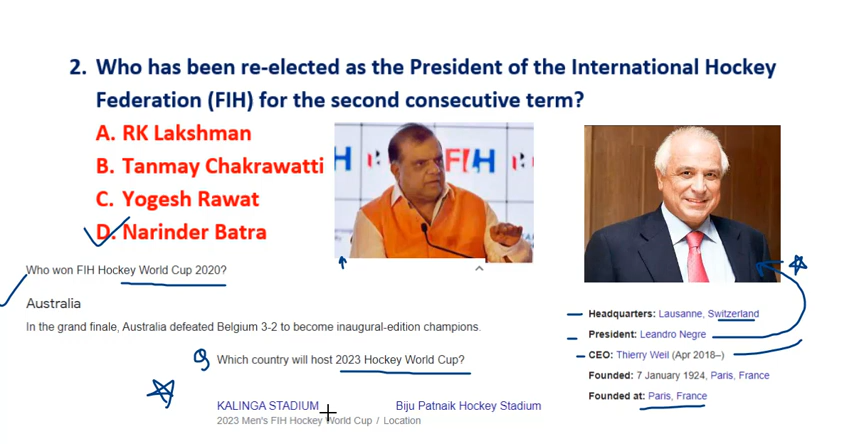 2. Who has been re-elected as the President of the International Hockey
Federation (FIH) for the second consecutive term?
A. RK Lakshman
B. Tanmay Chakrawatti
C. Yogesh Rawat
D. Narinder Batra
H FIH
Who won FIH Hockey World Cup 2020?
Australia
In the grand finale, Australia defeated Belgium 3-2 to become inaugural-edition champions.
Which country will host 2023 Hockey World Cup?
KALINGA STADIUM Biju Patnaik Hockey Stadium
2023 Men's FIH Hockey World Cup / Location
Headquarters: Lausanne, Switzerland
President: Leandro Negre
CEO: Thierry Weil (Apr 2018–)
Founded: 7 January 1924, Paris, France
Founded at: Paris, France